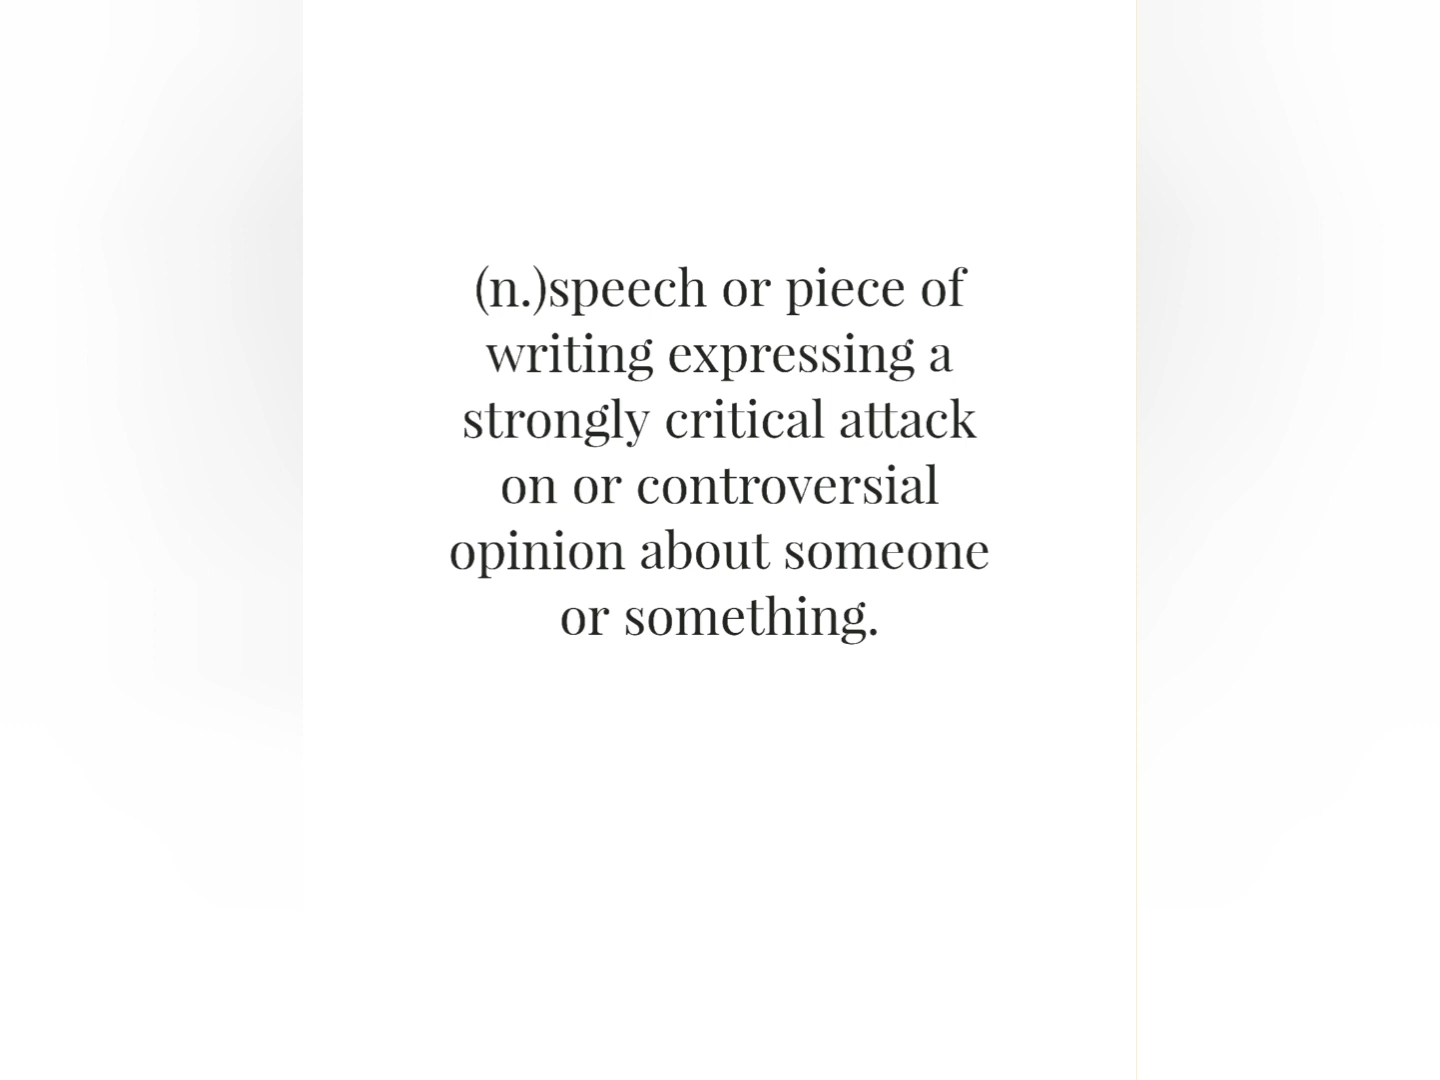 (n.)speech or piece of
writing expressing a
strongly critical attack
on or controversial
opinion about someone
or something.